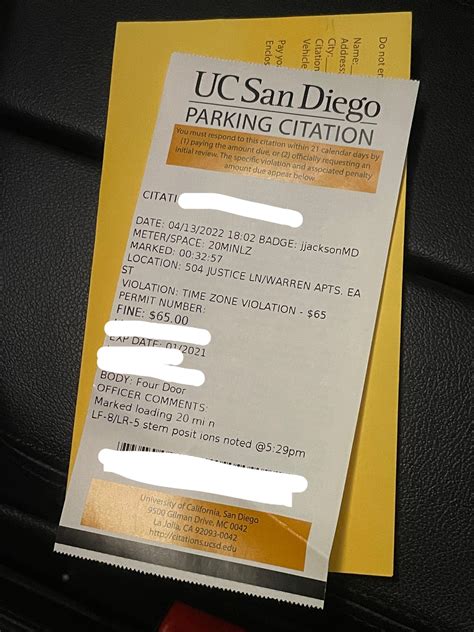 Do not en
Name:
Address:
City:
Citation
Vehicle
Pay yo
Enclos
UC San Diego
PARKING CITATION
You must respond to this citation within 21 calendar days by
(1) paying the amount due, or (2) officially requesting an
initial review. The specific violation and associated penalty
amount due appear below.
CITATI
DATE: 04/13/2022 18:02 BADGE: jjacksonMD
METER/SPACE: 20MINLZ
MARKED: 00:32:57
LOCATION: 504 JUSTICE LN/WARREN APTS. EA
ST
VIOLATION: TIME ZONE VIOLATION - $65
PERMIT NUMBER:
FINE: $65.00
EXP DATE: 01/2021
BODY: Four Door
OFFICER COMMENTS:
Marked loading 20 mi n
LF-8/LR-5 stem posit ions noted @5:29pm
University of California, San Diego
9500 Gilman Drive, MC 0042
La Jolla, CA 92093-0042
http://citations.ucsd.edu